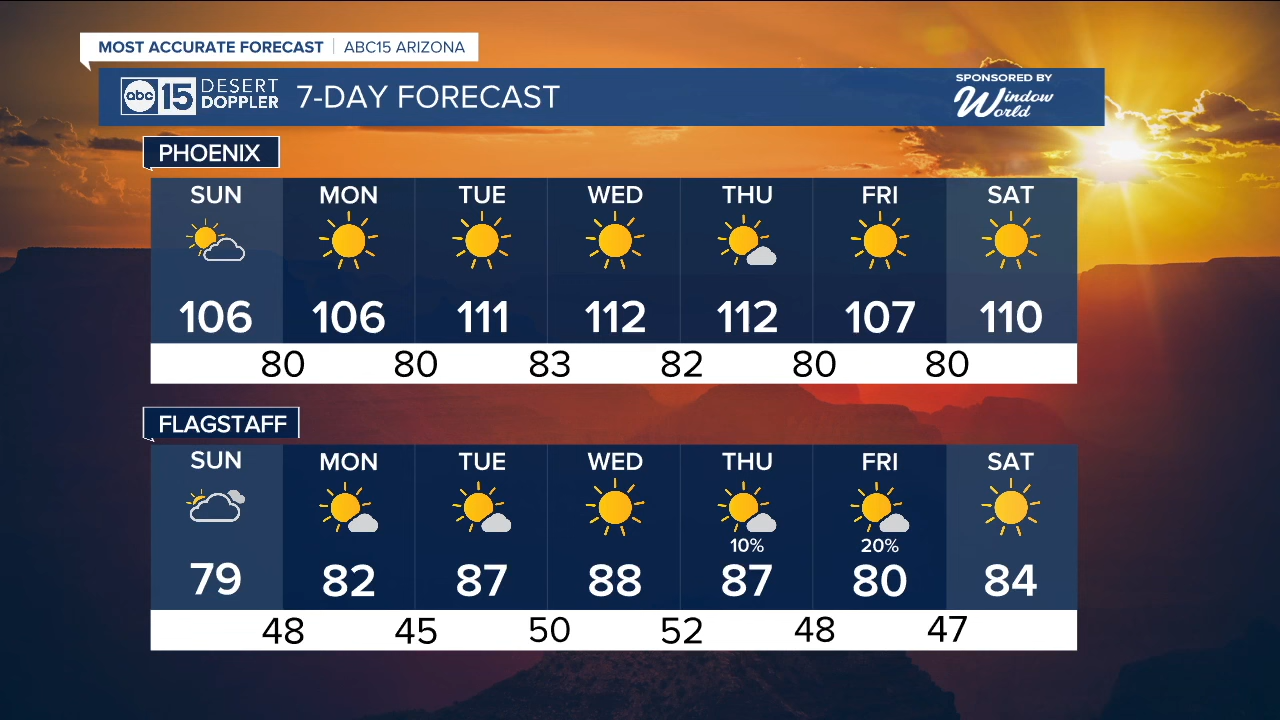 MOST ACCURATE FORECAST | ABC15 ARIZONA
abc 15 DESERT DOPPLER 7-DAY FORECAST
SPONSORED BY
Window World
PHOENIX
SUN MON TUE WED THU FRI SAT
106 106 111 112 112 107 110
80 80 83 82 80 80
FLAGSTAFF
SUN MON TUE WED THU FRI SAT
10% 20%
79 82 87 88 87 80 84
48 45 50 52 48 47